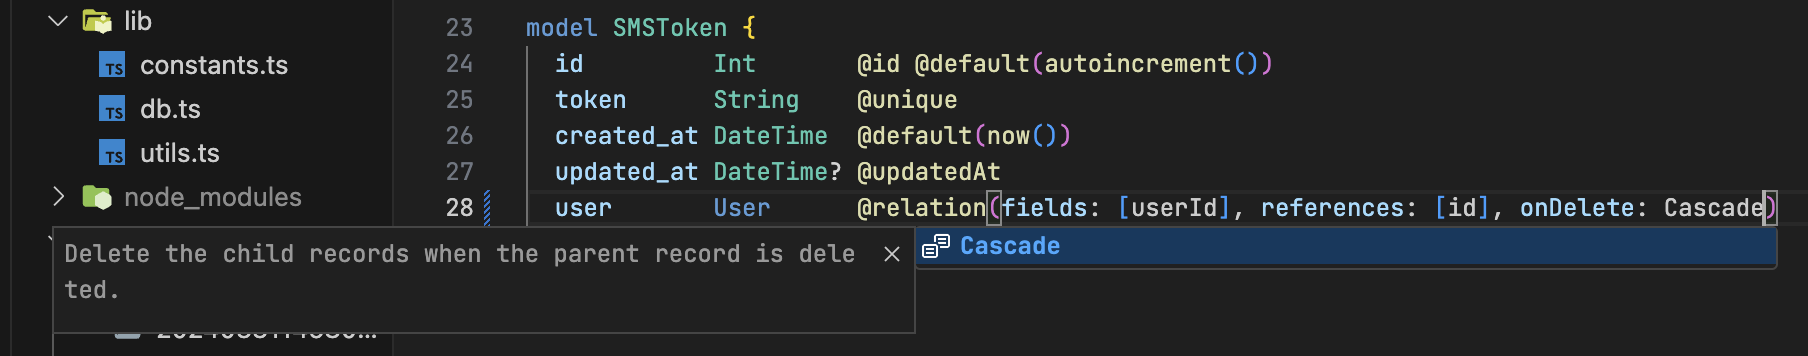 lib
TS constants.ts
TS db.ts
TS utils.ts
node_modules
23 model SMSToken {
24 id Int @id @default(autoincrement())
25 token String @unique
26 created_at DateTime @default(now())
27 updated_at DateTime? @updatedAt
28 user User @relation(fields: [userId], references: [id], onDelete: Cascade)
Delete the child records when the parent record is dele
ted.
Cascade